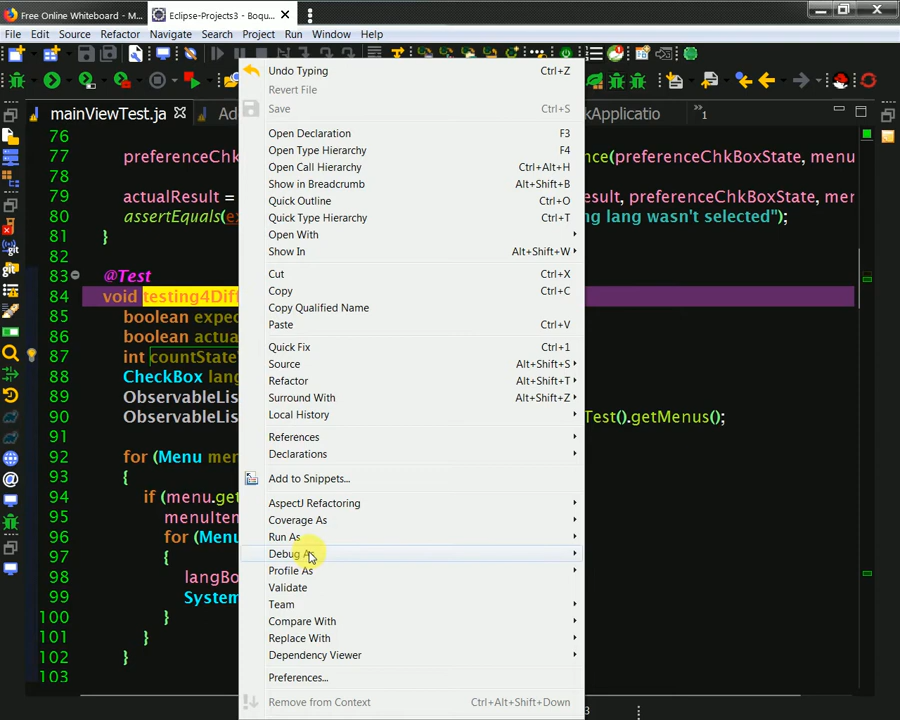 Free Online Whiteboard - M...
Eclipse-Projects3 - Boqu...
File Edit Source Refactor Navigate Search Project Run Window Help
mainViewTest.ja
Ad
kApplicatio
»1
76
77 preferenceChk
nce(preferenceChkBoxState, menu
78
79 actualResult =
sult, preferenceChkBoxState, mer
80 assertEquals(
ng lang wasn't selected");
81 }
82
83 @Test
84 void testing4Diff
85 boolean expec
86 boolean actua
87 int countState
88 CheckBox lang
89 ObservableLis
90 ObservableLis
Test().getMenus();
91
92 for (Menu men
93 {
94 if (menu.get
95 menuItem
96 for (Menu
97 {
98 langBo
99 System
100 }
101 }
102 }
103
Undo Typing Ctrl+Z
Revert File
Save Ctrl+S
Open Declaration F3
Open Type Hierarchy F4
Open Call Hierarchy Ctrl+Alt+H
Show in Breadcrumb Alt+Shift+B
Quick Outline Ctrl+O
Quick Type Hierarchy Ctrl+T
Open With
Show In Alt+Shift+W
Cut Ctrl+X
Copy Ctrl+C
Copy Qualified Name
Paste Ctrl+V
Quick Fix Ctrl+1
Source Alt+Shift+S
Refactor Alt+Shift+T
Surround With Alt+Shift+Z
Local History
References
Declarations
Add to Snippets...
AspectJ Refactoring
Coverage As
Run As
Debug As
Profile As
Validate
Team
Compare With
Replace With
Dependency Viewer
Preferences...
Remove from Context Ctrl+Alt+Shift+Down